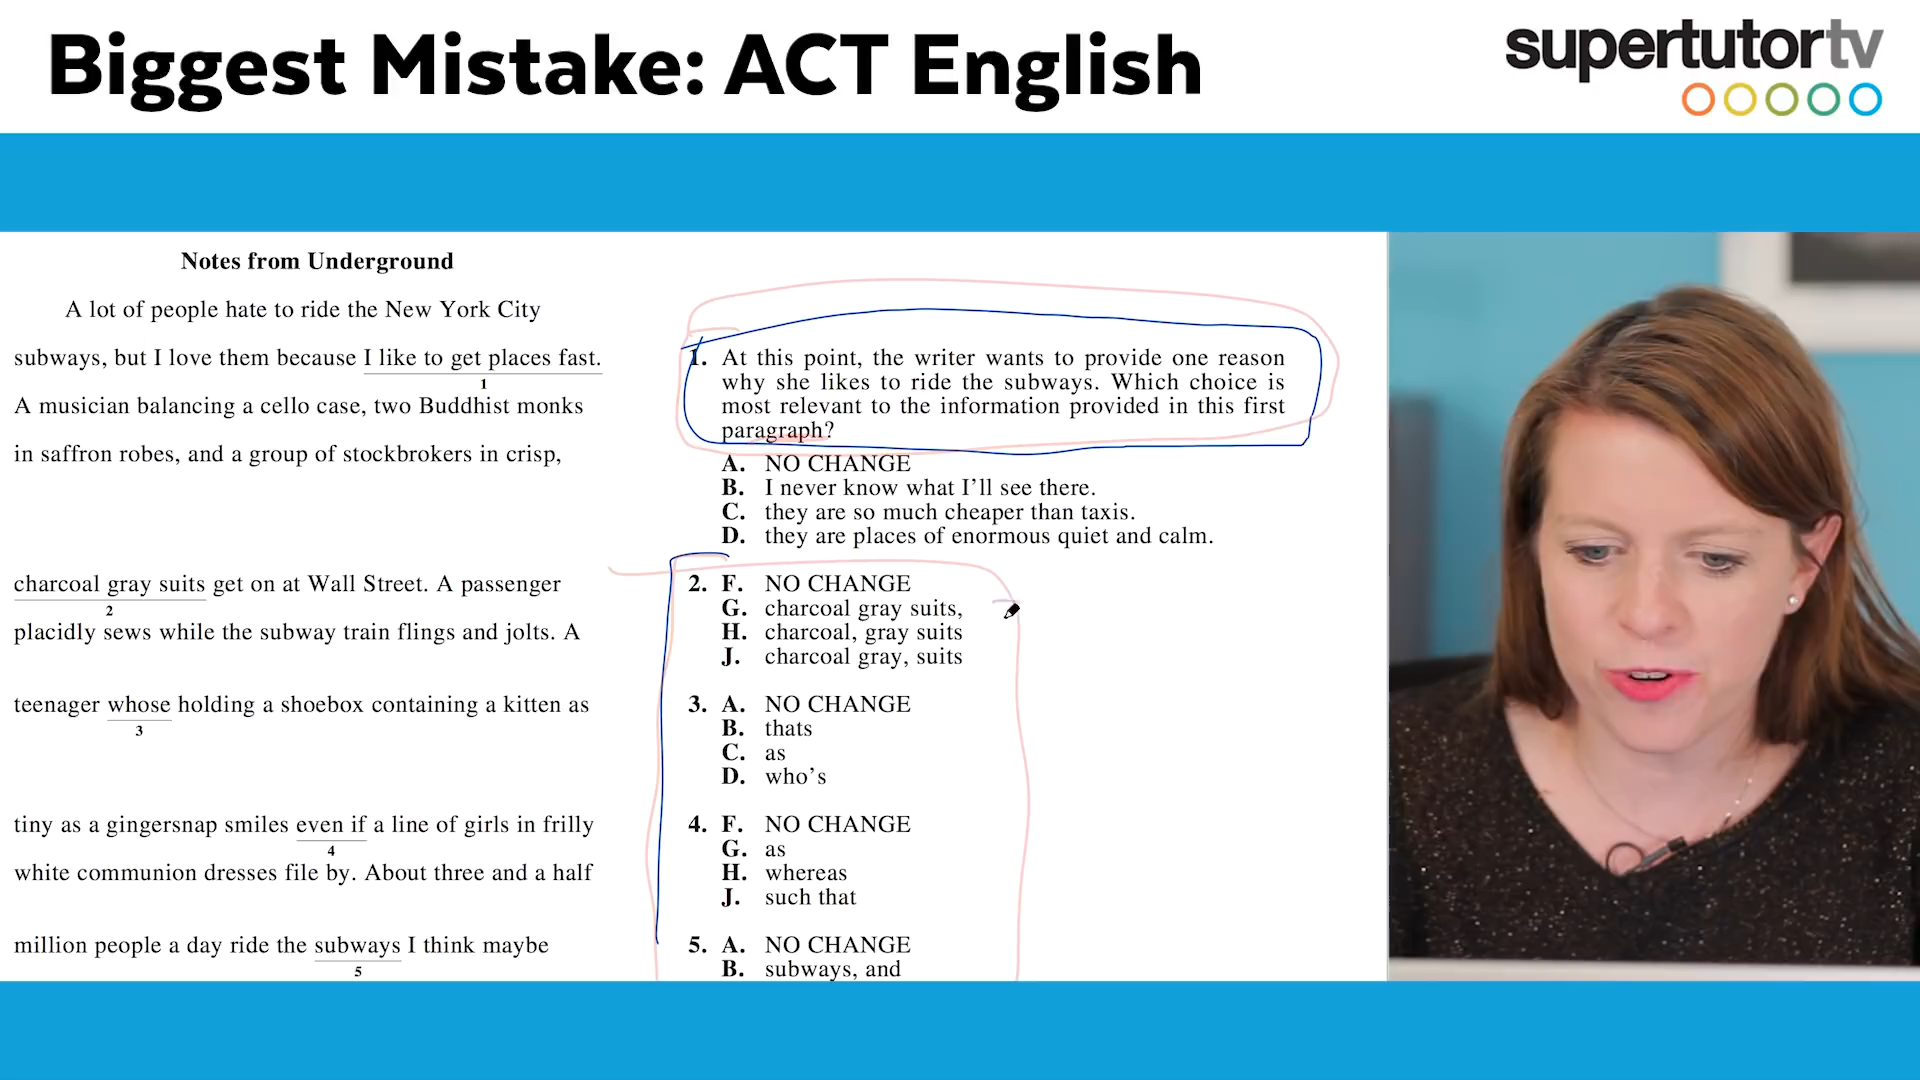 Biggest Mistake: ACT English
supertutortv
Notes from Underground
A lot of people hate to ride the New York City
subways, but I love them because I like to get places fast.
1
A musician balancing a cello case, two Buddhist monks
in saffron robes, and a group of stockbrokers in crisp,
charcoal gray suits get on at Wall Street. A passenger
2
placidly sews while the subway train flings and jolts. A
teenager whose holding a shoebox containing a kitten as
3
tiny as a gingersnap smiles even if a line of girls in frilly
4
white communion dresses file by. About three and a half
million people a day ride the subways I think maybe
5
1. At this point, the writer wants to provide one reason
why she likes to ride the subways. Which choice is
most relevant to the information provided in this first
paragraph?
A. NO CHANGE
B. I never know what I’ll see there.
C. they are so much cheaper than taxis.
D. they are places of enormous quiet and calm.
2. F. NO CHANGE
G. charcoal gray suits,
H. charcoal, gray suits
J. charcoal gray, suits
3. A. NO CHANGE
B. thats
C. as
D. who’s
4. F. NO CHANGE
G. as
H. whereas
J. such that
5. A. NO CHANGE
B. subways, and